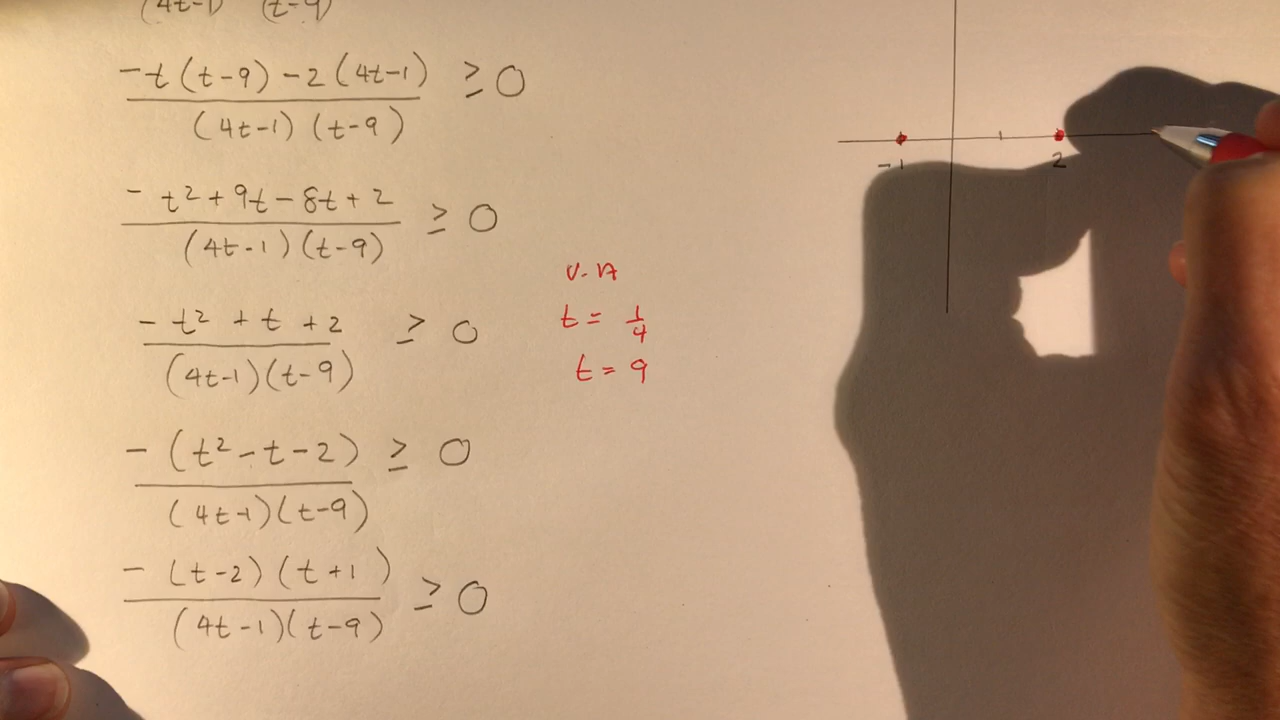 (4t-1) (t-9)
-t(t-9)-2(4t-1) ≥0
(4t-1)(t-9)
- t²+9t-8t+2 ≥0
(4t-1)(t-9)
- t² + t + 2 ≥ 0
(4t-1)(t-9)
- (t²-t-2) ≥ 0
(4t-1)(t-9)
- (t-2)(t+1) ≥0
(4t-1)(t-9)
V.A
t = 1/4
t = 9
-1 2